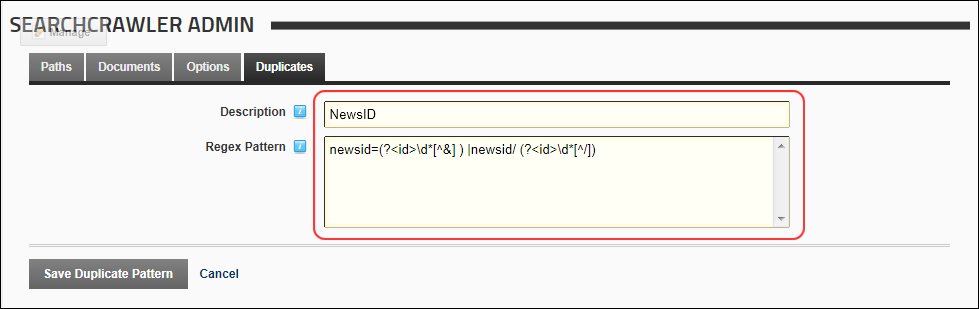 SEARCHCRAWLER ADMIN
Manage
Paths Documents Options Duplicates
Description NewsID
Regex Pattern newsid=(?<id>\d*[^&] ) |newsid/ (?<id>\d*[^/])
Save Duplicate Pattern Cancel